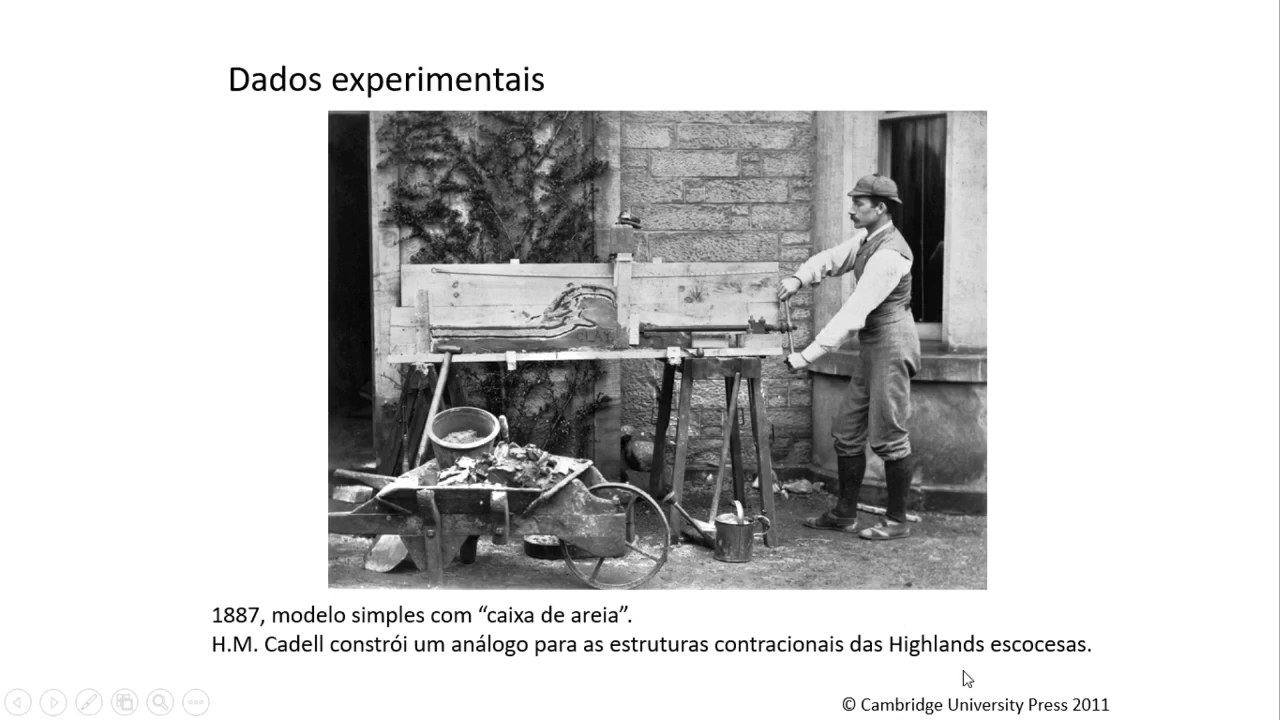 Dados experimentais
1887, modelo simples com “caixa de areia”.
H.M. Cadell constrói um análogo para as estruturas contracionais das Highlands escocesas.
© Cambridge University Press 2011